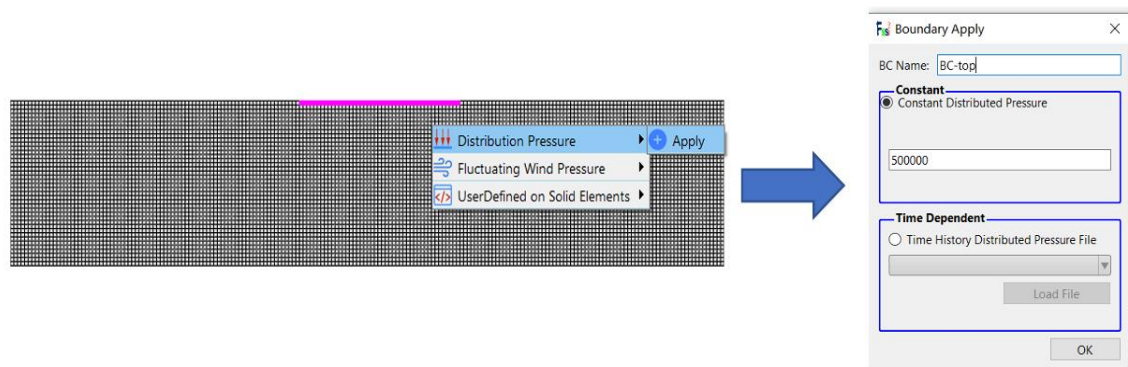 Distribution Pressure
Apply
Fluctuating Wind Pressure
UserDefined on Solid Elements
Boundary Apply
BC Name: BC-top
Constant
Constant Distributed Pressure
500000
Time Dependent
Time History Distributed Pressure File
Load File
OK